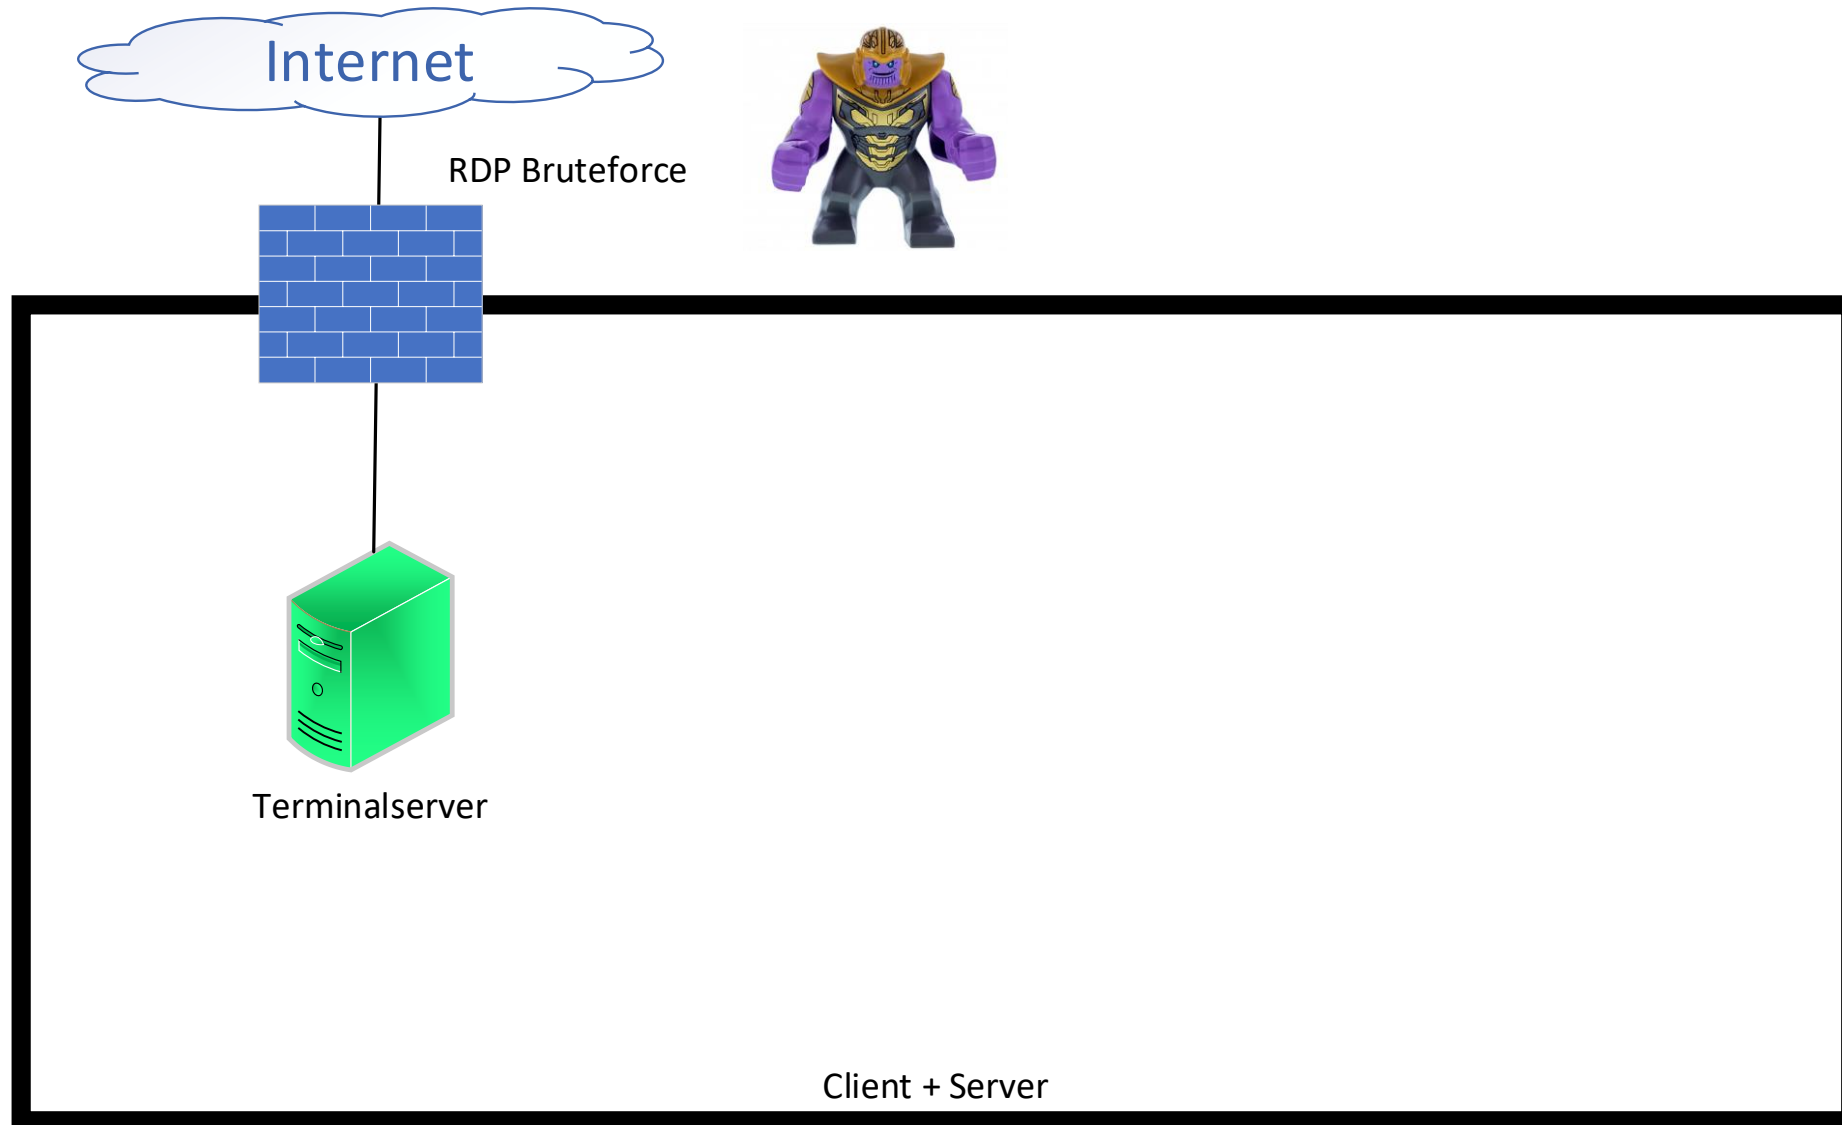 Internet
RDP Bruteforce
Terminalserver
Client + Server